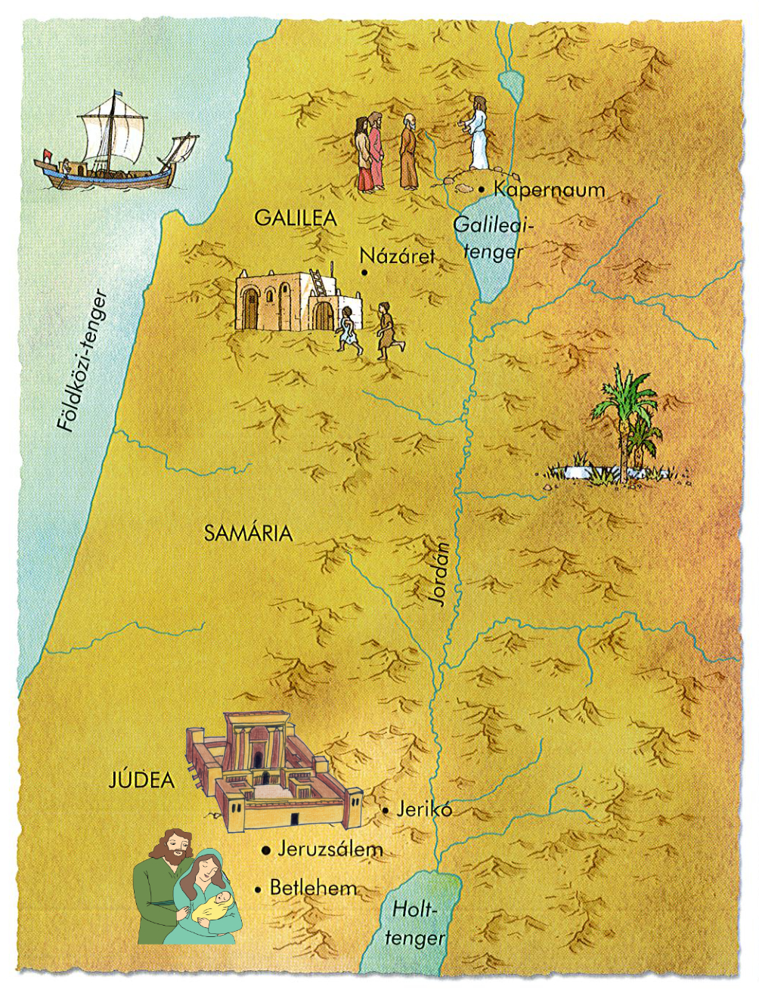 Kapernaum
GALILEA
Galileai-
tenger
Názáret
Földközi-tenger
SAMÁRIA
Jordán
JÚDEA
Jerikó
Jeruzsálem
Betlehem
Holt-
tenger